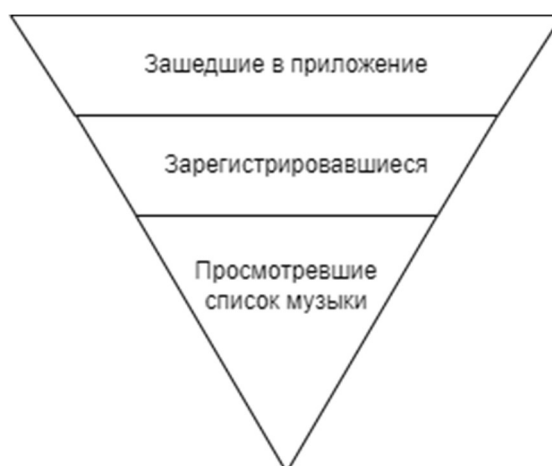 Зашедшие в приложение
Зарегистрировавшиеся
Просмотревшие
список музыки